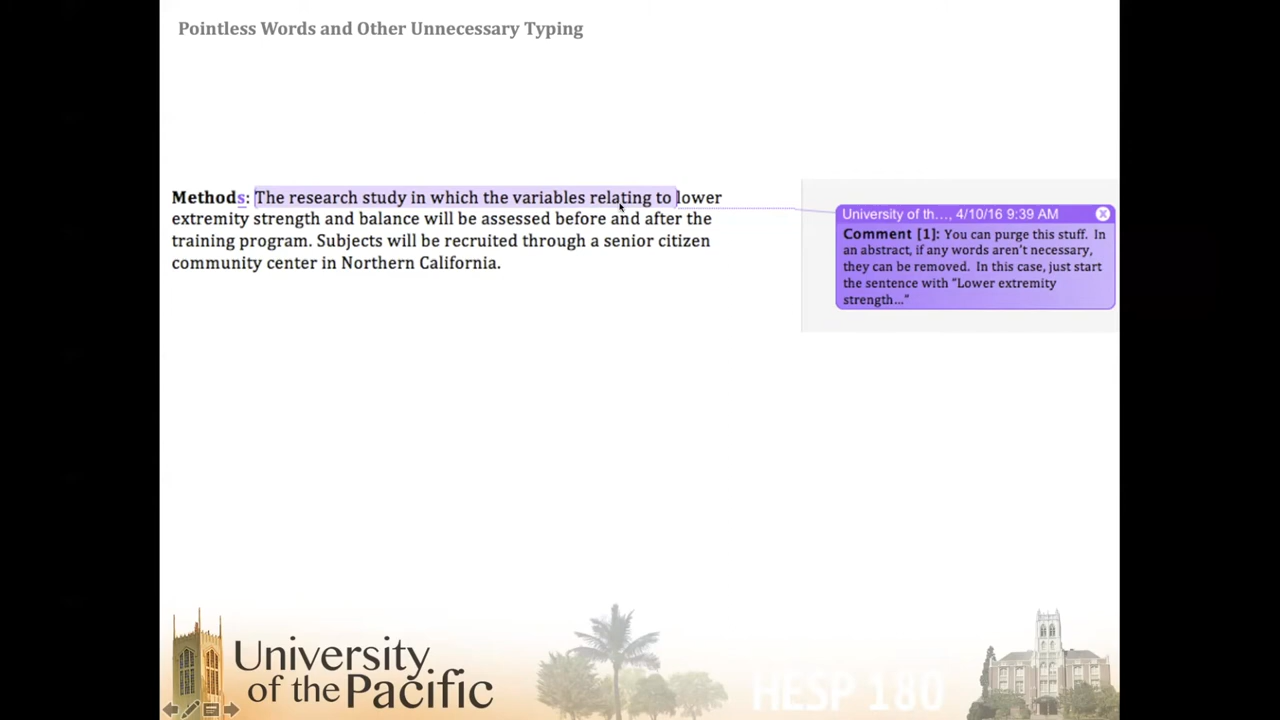 Pointless Words and Other Unnecessary Typing
Methods: The research study in which the variables relating to lower
extremity strength and balance will be assessed before and after the
training program. Subjects will be recruited through a senior citizen
community center in Northern California.
University of th..., 4/10/16 9:39 AM
Comment [1]: You can purge this stuff. In
an abstract, if any words aren't necessary,
they can be removed. In this case, just start
the sentence with "Lower extremity
strength..."
University
of the Pacific
HESP 180